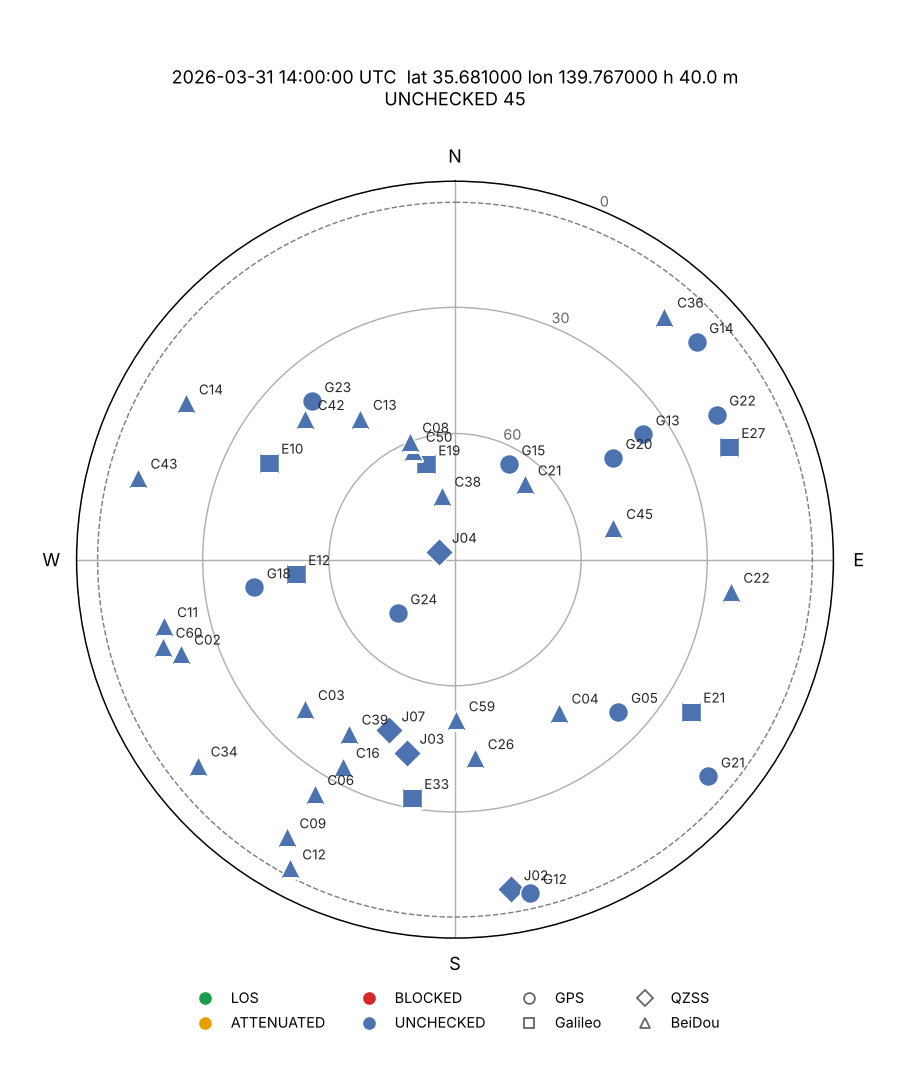 2026-03-31 14:00:00 UTC  lat 35.681000 lon 139.767000 h 40.0 m
UNCHECKED 45
N
0
C36
30
G14
C14
G23
C42
C13
G22
C08
C50
G13
E27
60
E10
E19
G15
G20
C43
C38
C21
C45
J04
W
E12
E
G18
C22
G24
C11
C60
C02
C03
C59
C04
G05
E21
C39
J07
J03
C34
C16
C26
G21
C06
E33
C09
C12
J02
G12
S
LOS
BLOCKED
GPS
QZSS
ATTENUATED
UNCHECKED
Galileo
BeiDou